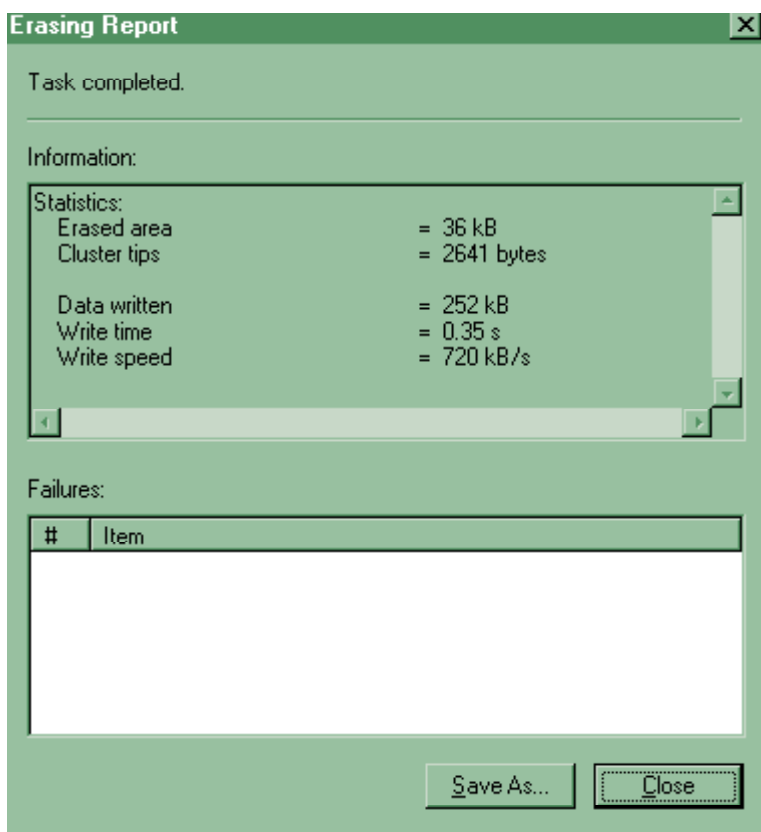 Erasing Report
Task completed.
Information:
Statistics:
Erased area = 36 kB
Cluster tips = 2641 bytes
Data written = 252 kB
Write time = 0.35 s
Write speed = 720 kB/s
Failures:
# Item
Save As... Close